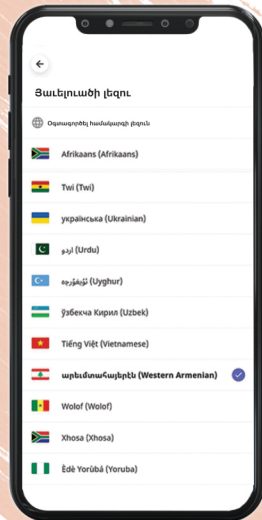 Յաւելուածի լեզու
Օգտագործել համակարգի լեզուն
Afrikaans (Afrikaans)
Twi (Twi)
українська (Ukrainian)
اردو (Urdu)
ئۇيغۇرچە (Uyghur)
ўзбекча Кирил (Uzbek)
Tiếng Việt (Vietnamese)
արեւմտահայերէն (Western Armenian)
Wolof (Wolof)
Xhosa (Xhosa)
Èdè Yorùbá (Yoruba)